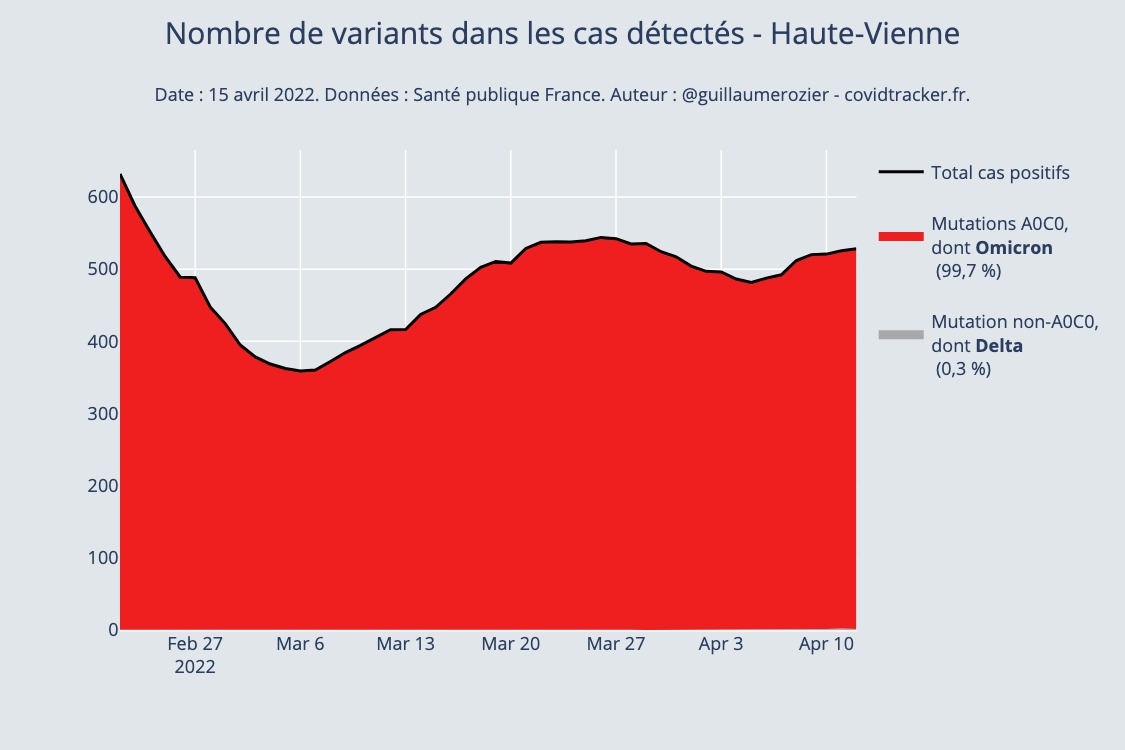 Nombre de variants dans les cas détectés - Haute-Vienne
Date : 15 avril 2022. Données : Santé publique France. Auteur : @guillaumerozier - covidtracker.fr.
600
500
400
300
200
100
0
Feb 27
2022
Mar 6
Mar 13
Mar 20
Mar 27
Apr 3
Apr 10
Total cas positifs
Mutations A0C0,
dont Omicron
(99,7 %)
Mutation non-A0C0,
dont Delta
(0,3 %)